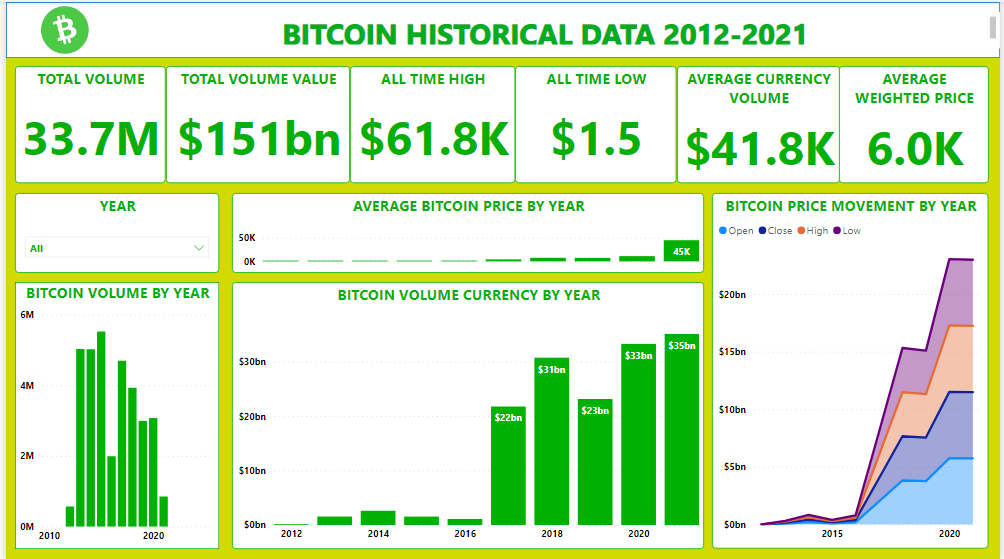 BITCOIN HISTORICAL DATA 2012-2021
TOTAL VOLUME
33.7M
TOTAL VOLUME VALUE
$151bn
ALL TIME HIGH
$61.8K
ALL TIME LOW
$1.5
AVERAGE CURRENCY
VOLUME
$41.8K
AVERAGE
WEIGHTED PRICE
6.0K
YEAR
All
AVERAGE BITCOIN PRICE BY YEAR
50K
0K
45K
BITCOIN PRICE MOVEMENT BY YEAR
Open Close High Low
$20bn
$15bn
$10bn
$5bn
$0bn
2015 2020
BITCOIN VOLUME BY YEAR
6M
4M
2M
0M
2010 2020
BITCOIN VOLUME CURRENCY BY YEAR
$30bn
$20bn
$10bn
$0bn
$22bn
$31bn
$23bn
$33bn
$35bn
2012 2014 2016 2018 2020